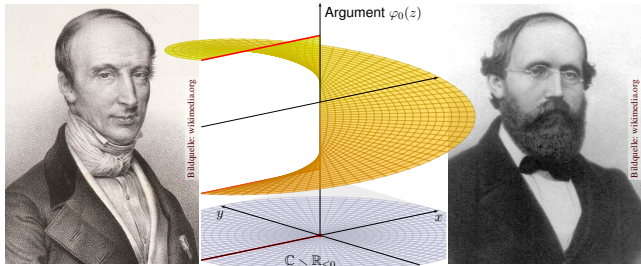 Argument φ₀(z)
Bildquelle: wikimedia.org
Bildquelle: wikimedia.org
y
x
ℂ ∖ ℝ≤0